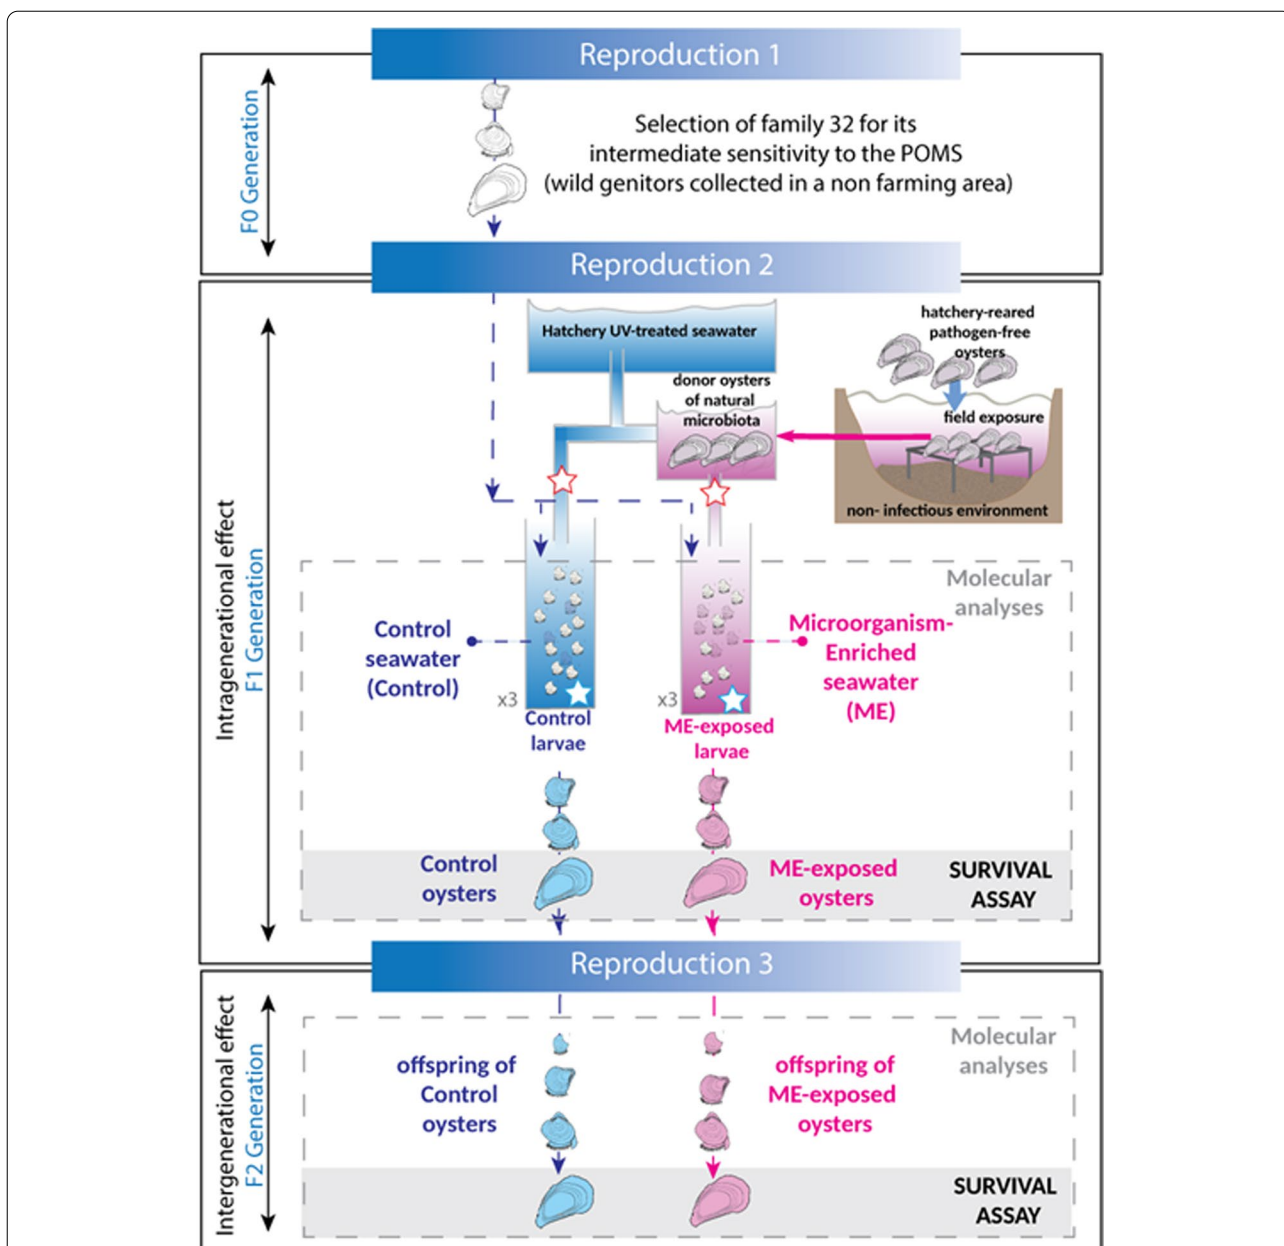 Reproduction 1
F0 Generation
Selection of family 32 for its
intermediate sensitivity to the POMS
(wild genitors collected in a non farming area)
Reproduction 2
Intragenerational effect
F1 Generation
Hatchery UV-treated seawater
hatchery-reared
pathogen-free
oysters
donor oysters
of natural
microbiota
field exposure
non- infectious environment
Molecular
analyses
Control
seawater
(Control)
Microorganism-
Enriched
seawater
(ME)
x3
x3
Control
larvae
ME-exposed
larvae
Control
oysters
ME-exposed
oysters
SURVIVAL
ASSAY
Reproduction 3
Intergenerational effect
F2 Generation
Molecular
analyses
offspring of
Control
oysters
offspring of
ME-exposed
oysters
SURVIVAL
ASSAY